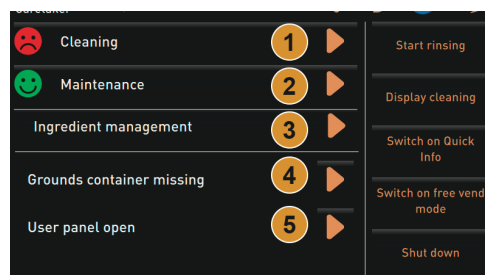 Cleaning
1
Maintenance
2
Ingredient management
3
Grounds container missing
4
User panel open
5
Start rinsing
Display cleaning
Switch on Quick
Info
Switch on free vend
mode
Shut down